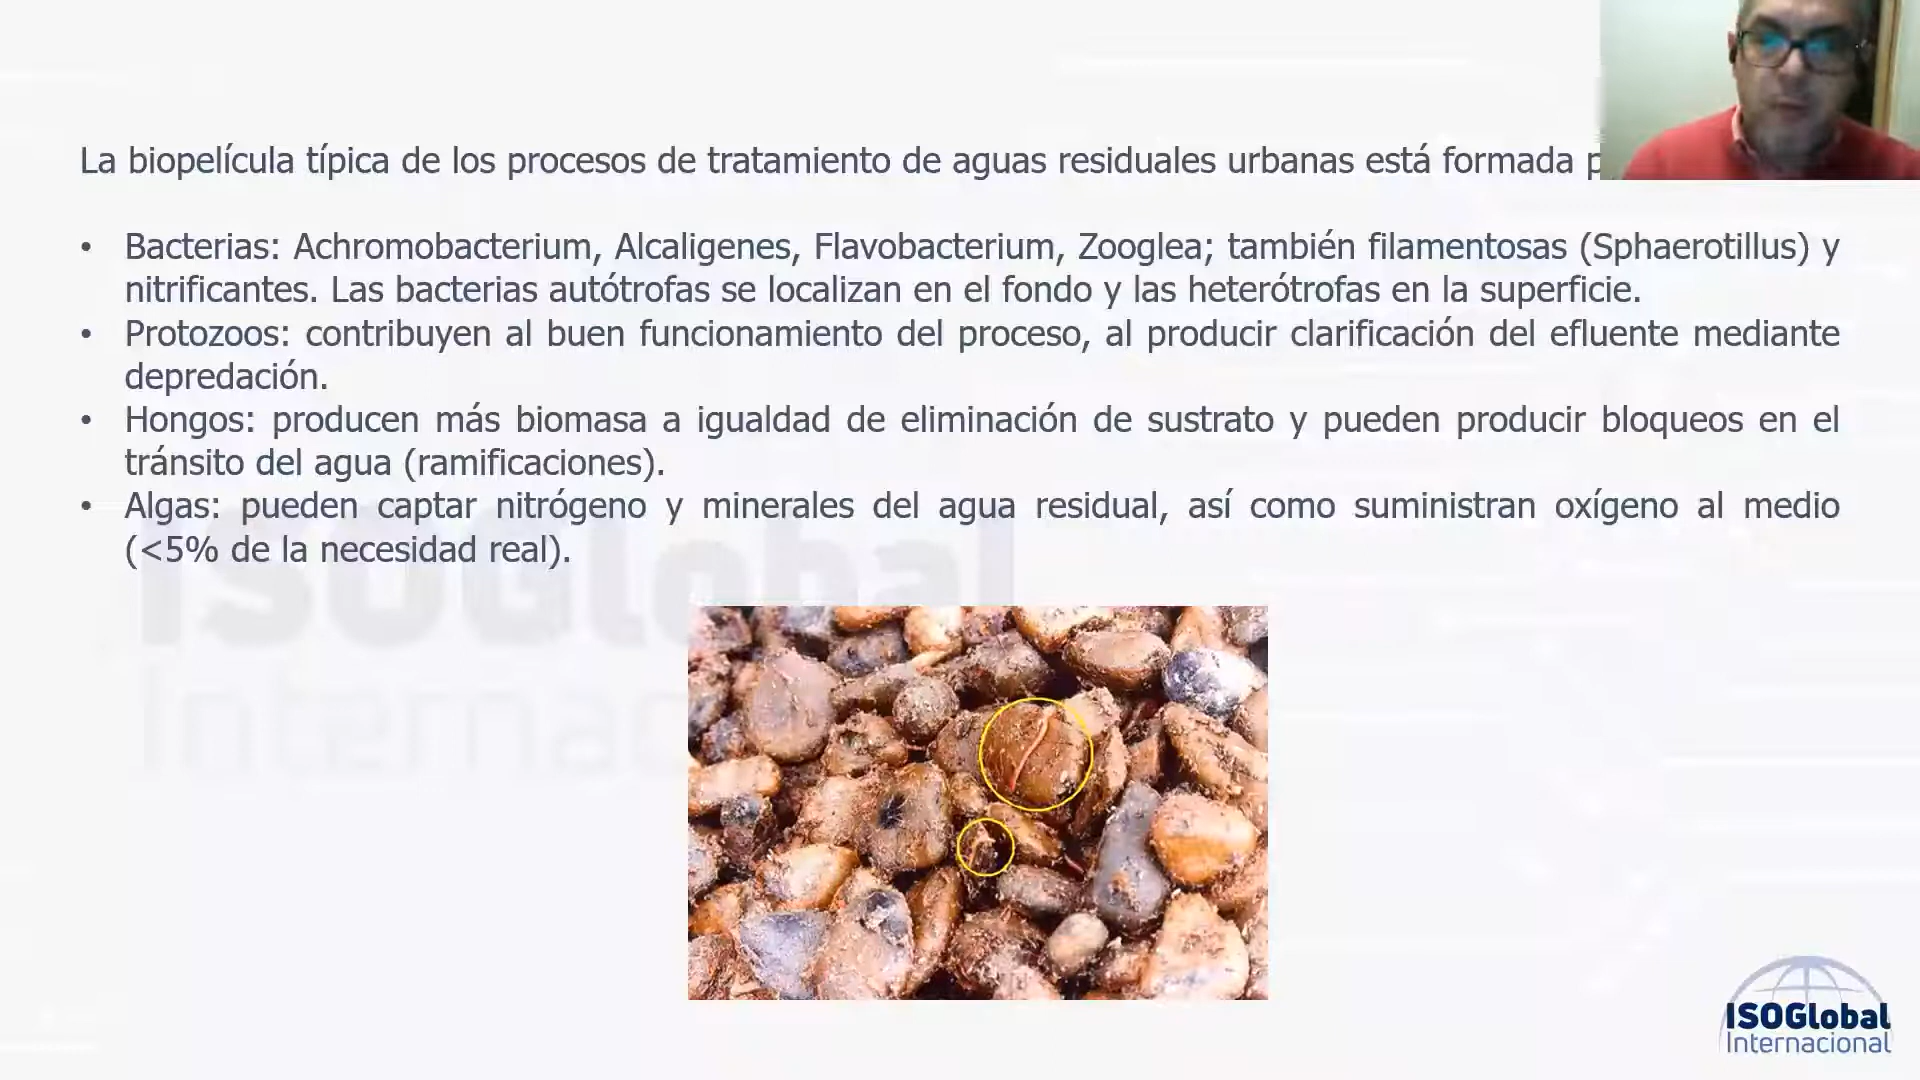 La biopelícula típica de los procesos de tratamiento de aguas residuales urbanas está formada
• Bacterias: Achromobacterium, Alcaligenes, Flavobacterium, Zooglea; también filamentosas (Sphaerotillus) y
nitrificantes. Las bacterias autótrofas se localizan en el fondo y las heterótrofas en la superficie.
• Protozoos: contribuyen al buen funcionamiento del proceso, al producir clarificación del efluente mediante
depredación.
• Hongos: producen más biomasa a igualdad de eliminación de sustrato y pueden producir bloqueos en el
tránsito del agua (ramificaciones).
• Algas: pueden captar nitrógeno y minerales del agua residual, así como suministran oxígeno al medio
(<5% de la necesidad real).
ISOGlobal
Internac
ISOGlobal
Internacional